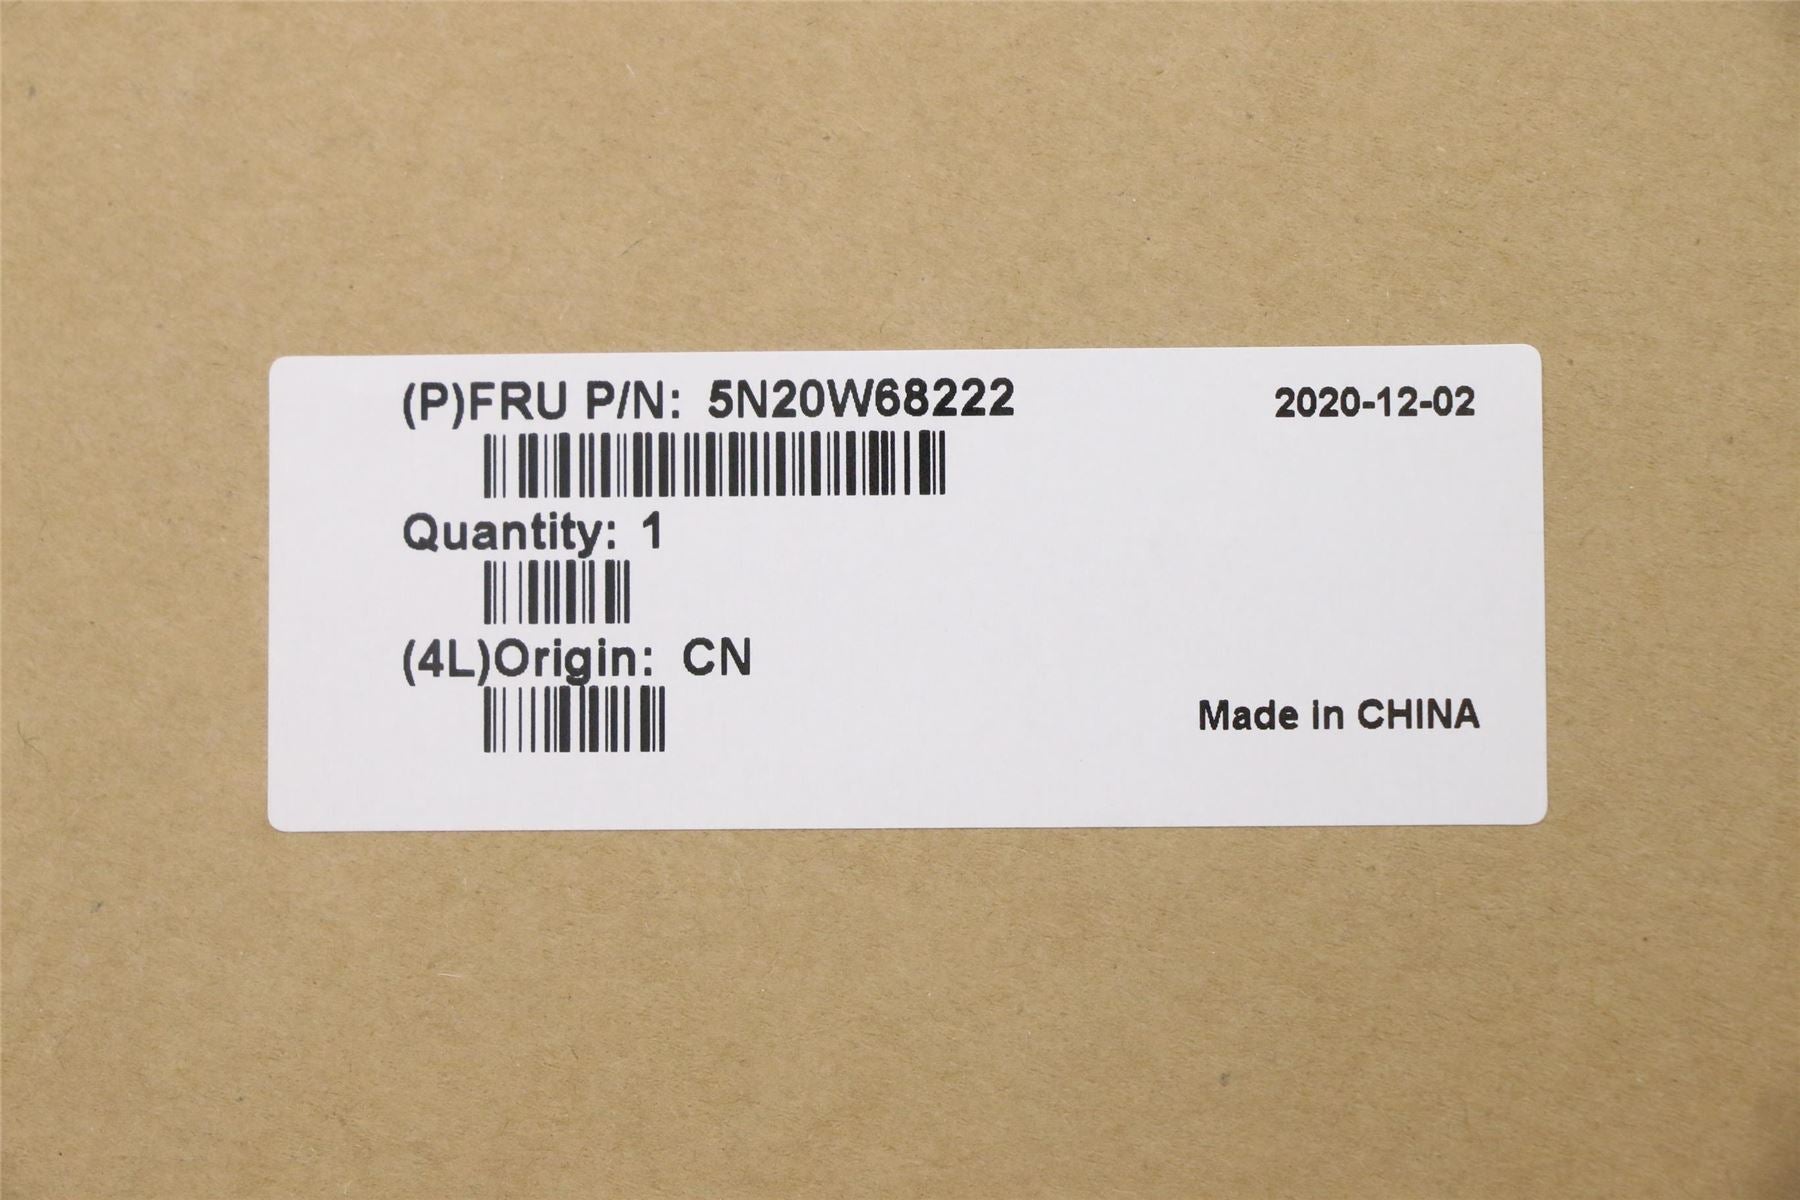 (P)FRU P/N: 5N20W68222
2020-12-02
Quantity: 1
(4L)Origin: CN
Made in CHINA